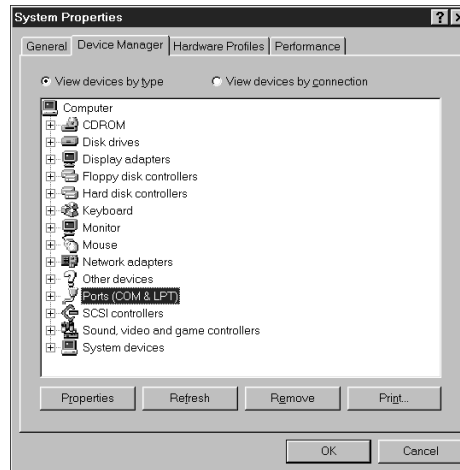 System Properties
General Device Manager Hardware Profiles Performance
View devices by type View devices by connection
Computer
CDROM
Disk drives
Display adapters
Floppy disk controllers
Hard disk controllers
Keyboard
Monitor
Mouse
Network adapters
Other devices
Ports (COM & LPT)
SCSI controllers
Sound, video and game controllers
System devices
Properties Refresh Remove Print...
OK Cancel